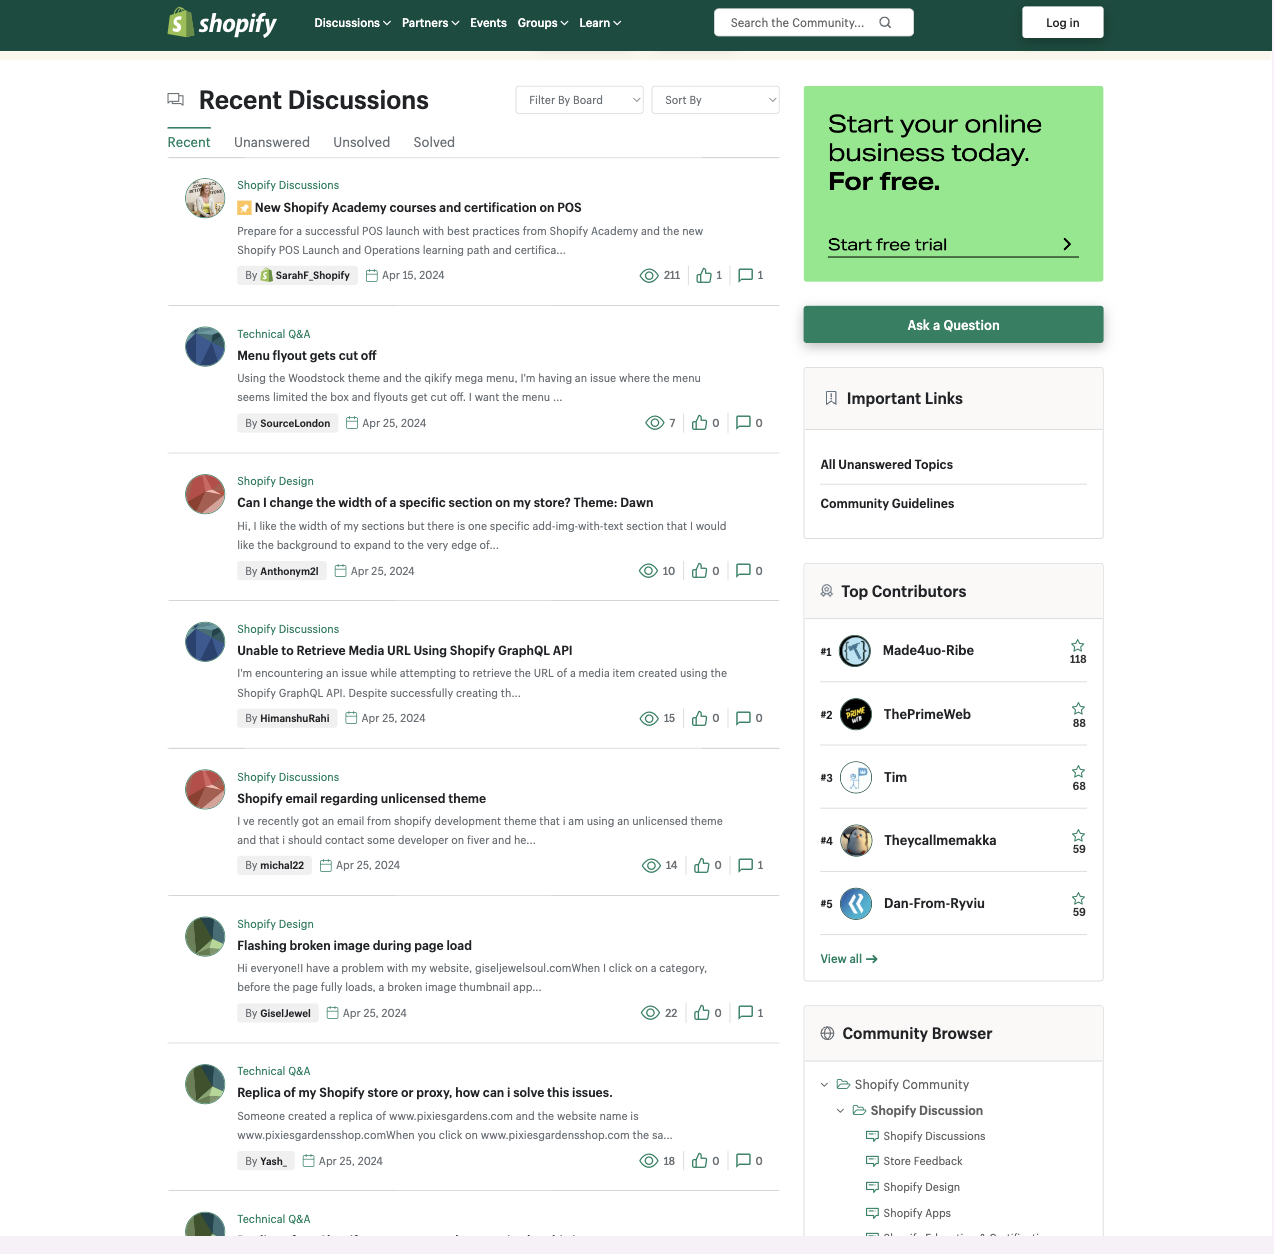 shopify
Discussions
Partners
Events
Groups
Learn
Search the Community...
Log in
Recent Discussions
Filter By Board
Sort By
Recent
Unanswered
Unsolved
Solved
Shopify Discussions
New Shopify Academy courses and certification on POS
Prepare for a successful POS launch with best practices from Shopify Academy and the new
Shopify POS Launch and Operations learning path and certifica...
By SarahF_Shopify Apr 15, 2024 211 1 1
Technical Q&A
Menu flyout gets cut off
Using the Woodstock theme and the qikify mega menu, I'm having an issue where the menu
seems limited the box and flyouts get cut off. I want the menu ...
By SourceLondon Apr 25, 2024 7 0 0
Shopify Design
Can I change the width of a specific section on my store? Theme: Dawn
Hi, I like the width of my sections but there is one specific add-img-with-text section that I would
like the background to expand to the very edge of...
By Anthonym2l Apr 25, 2024 10 0 0
Shopify Discussions
Unable to Retrieve Media URL Using Shopify GraphQL API
I'm encountering an issue while attempting to retrieve the URL of a media item created using the
Shopify GraphQL API. Despite successfully creating th...
By HimanshuRahi Apr 25, 2024 15 0 0
Shopify Discussions
Shopify email regarding unlicensed theme
I ve recently got an email from shopify development theme that i am using an unlicensed theme
and that i should contact some developer on fiver and he...
By michal22 Apr 25, 2024 14 0 1
Shopify Design
Flashing broken image during page load
Hi everyone!I have a problem with my website, giseljewelsoul.comWhen I click on a category,
before the page fully loads, a broken image thumbnail app...
By GiselJewel Apr 25, 2024 22 0 1
Technical Q&A
Replica of my Shopify store or proxy, how can i solve this issues.
Someone created a replica of www.pixiesgardens.com and the website name is
www.pixiesgardensshop.comWhen you click on www.pixiesgardensshop.com the sa...
By Yash_ Apr 25, 2024 18 0 0
Technical Q&A
Start your online
business today.
For free.
Start free trial
Ask a Question
Important Links
All Unanswered Topics
Community Guidelines
Top Contributors
#1 Made4uo-Ribe 118
#2 ThePrimeWeb 88
#3 Tim 68
#4 Theycallmemakka 59
#5 Dan-From-Ryviu 59
View all
Community Browser
Shopify Community
Shopify Discussion
Shopify Discussions
Store Feedback
Shopify Design
Shopify Apps